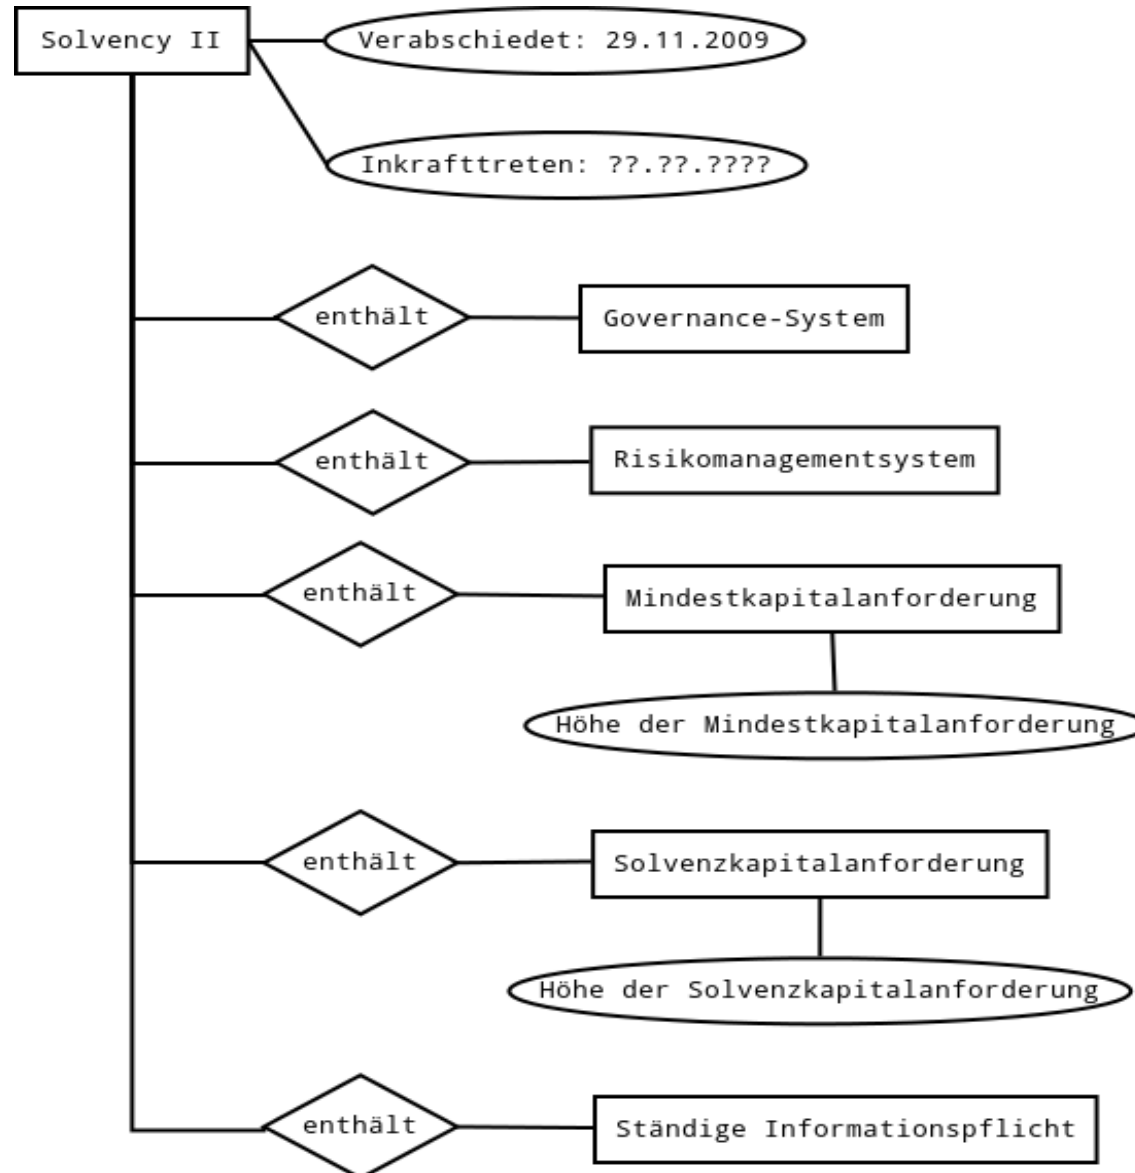 Solvency II
Verabschiedet: 29.11.2009
Inkrafttreten: ??.??.????
enthält
Governance-System
enthält
Risikomanagementsystem
enthält
Mindestkapitalanforderung
Höhe der Mindestkapitalanforderung
enthält
Solvenzkapitalanforderung
Höhe der Solvenzkapitalanforderung
enthält
Ständige Informationspflicht